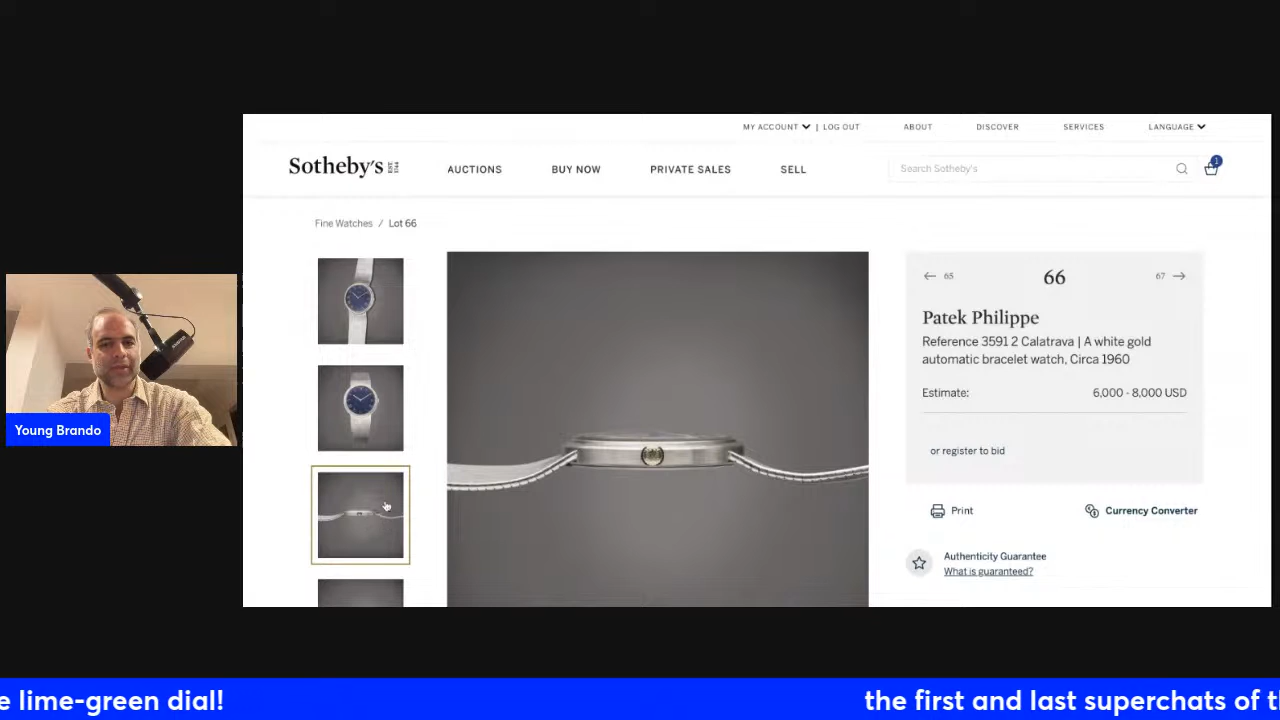 MY ACCOUNT | LOG OUT ABOUT DISCOVER SERVICES LANGUAGE
Sotheby's EST. 1744 AUCTIONS BUY NOW PRIVATE SALES SELL Search Sotheby's 1
Fine Watches / Lot 66
65 66 67
Patek Philippe
Reference 3591 2 Calatrava | A white gold
automatic bracelet watch, Circa 1960
Estimate: 6,000 - 8,000 USD
or register to bid
Print Currency Converter
Authenticity Guarantee
What is guaranteed?
Young Brando
e lime-green dial! the first and last superchats of t